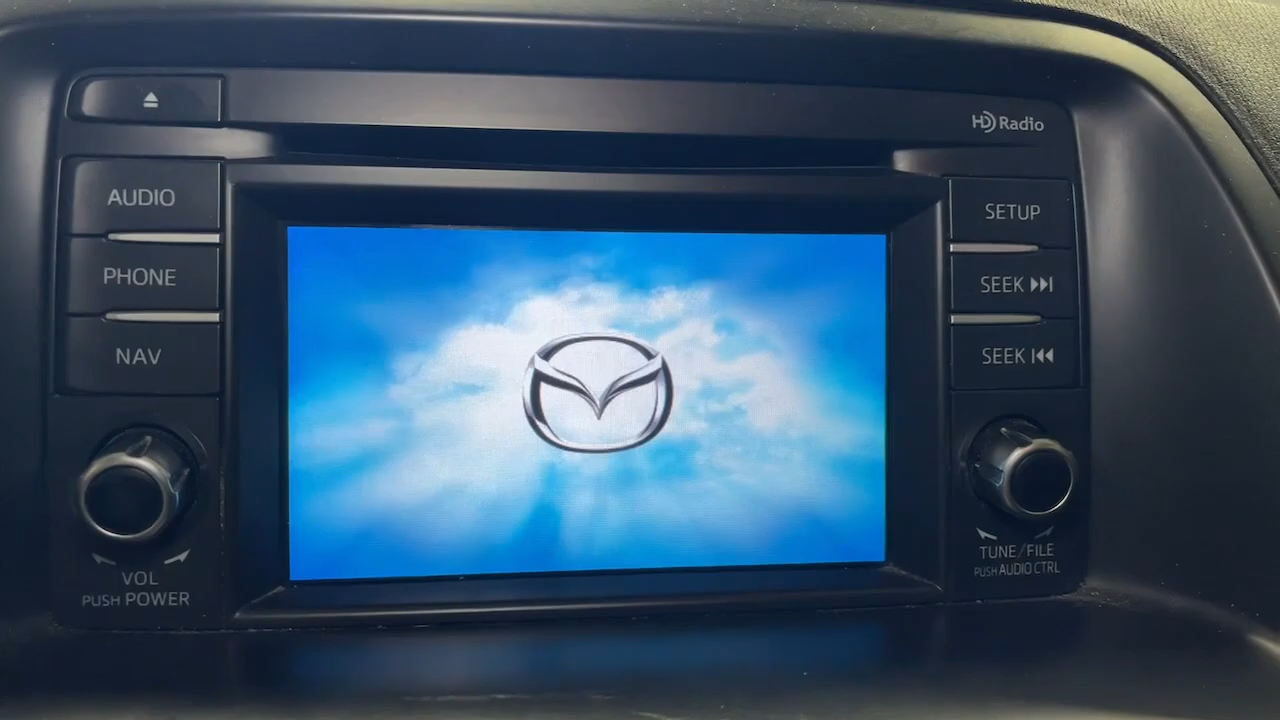 HD Radio
AUDIO
PHONE
NAV
SETUP
SEEK
SEEK
VOL
PUSH POWER
TUNE/FILE
PUSH AUDIO CTRL